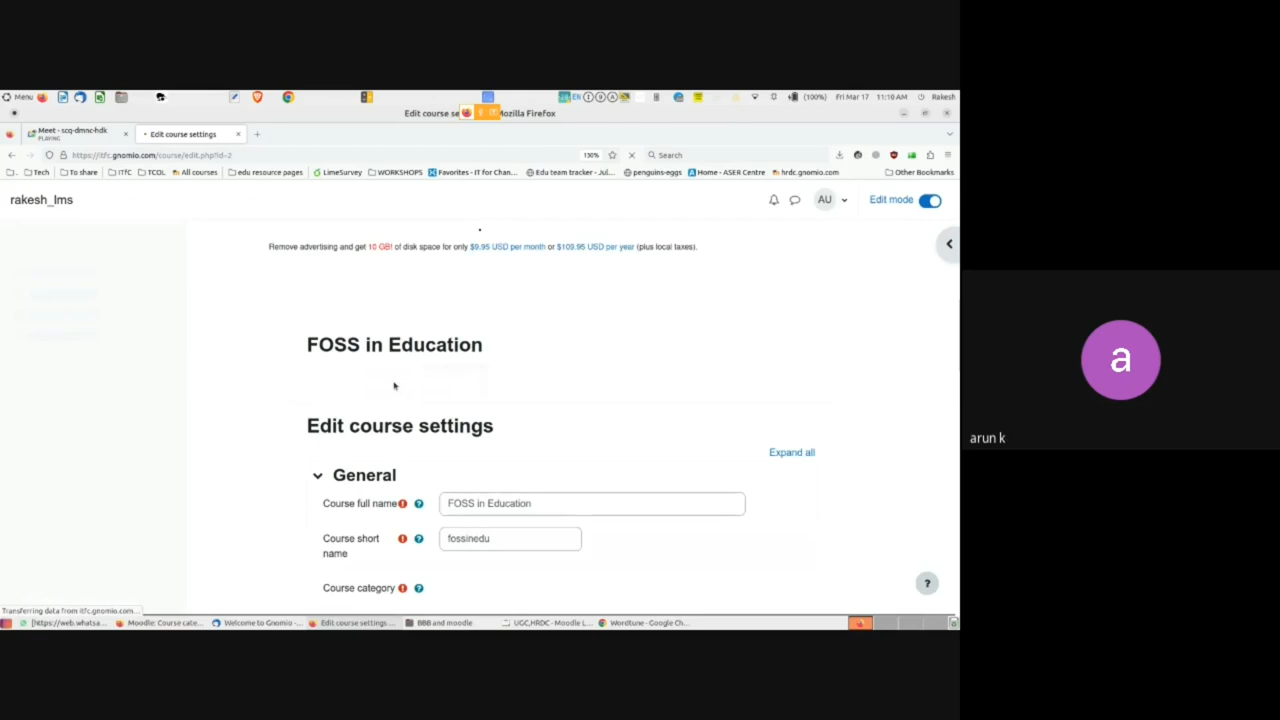 Menu
EN
(100%) Fri Mar 17 11:10 AM Rakesh
Edit course se
Mozilla Firefox
Meet - scq-dmnc-hdk
PLAYING
Edit course settings
https://itfc.gnomio.com/course/edit.php?id=2
130%
Search
Tech To share ITfC TCOL All courses edu resource pages LimeSurvey WORKSHOPS Favorites - IT for Chan... Edu team tracker - Jul... penguins-eggs Home - ASER Centre hrdc.gnomio.com Other Bookmarks
rakesh_lms
AU
Edit mode
Remove advertising and get 10 GB! of disk space for only $9.95 USD per month or $109.95 USD per year (plus local taxes).
FOSS in Education
Edit course settings
Expand all
General
Course full name
FOSS in Education
Course short
name
fossinedu
Course category
?
Transferring data from itfc.gnomio.com...
[https://web.whatsa... Moodle: Course cate... Welcome to Gnomio -... Edit course settings ... BBB and moodle UGC,HRDC - Moodle L... Wordtune - Google Ch...
a
arun k